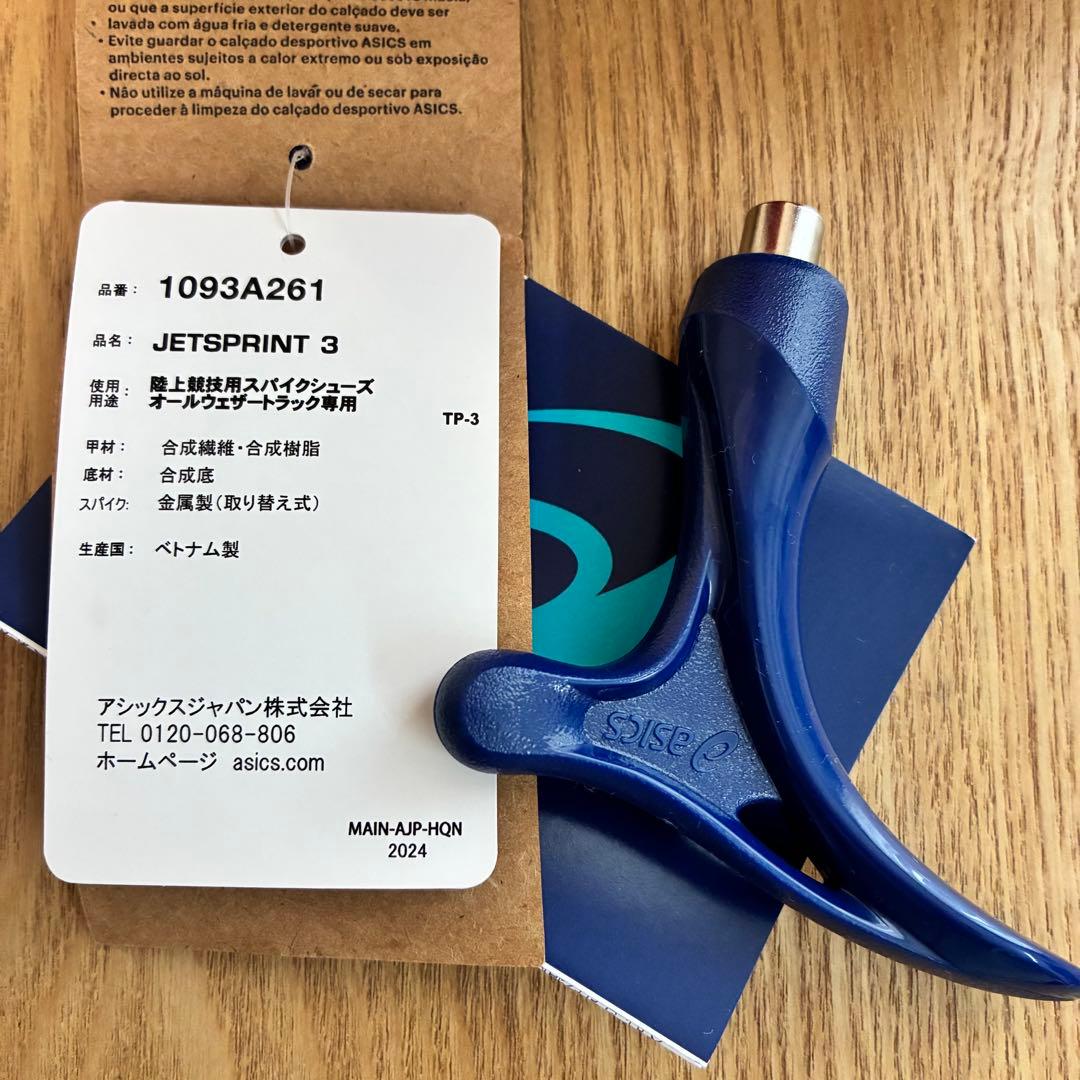 ou que a superfície exterior do calçado deve ser
lavada com água fria e detergente suave.
• Evite guardar o calçado desportivo ASICS em
ambientes sujeitos a calor extremo ou sob exposição
directa ao sol.
• Não utilize a máquina de lavar ou de secar para
proceder à limpeza do calçado desportivo ASICS.
品番: 1093A261
品名: JETSPRINT 3
使用用途: 陸上競技用スパイクシューズ
オールウェザートラック専用
TP-3
甲材: 合成繊維・合成樹脂
底材: 合成底
スパイク: 金属製(取り替え式)
生産国: ベトナム製
アシックスジャパン株式会社
TEL 0120-068-806
ホームページ asics.com
MAIN-AJP-HQN
2024
asics